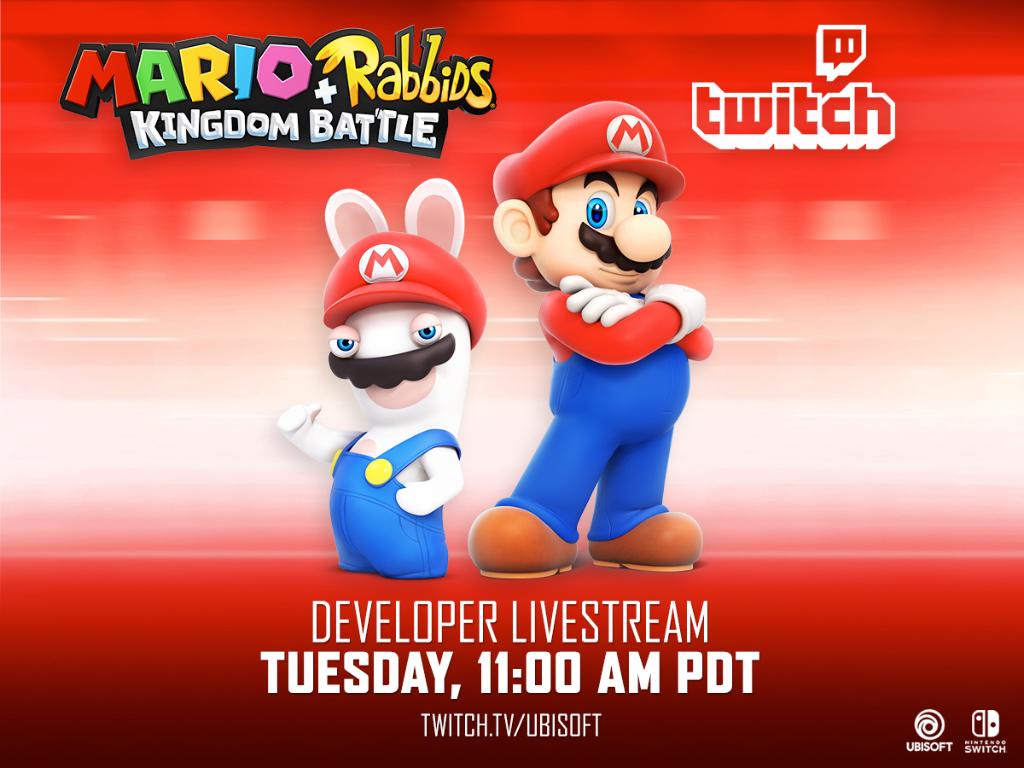 MARIO + RabbiDS
KINGDOM BATTLE
twitch
M
M
DEVELOPER LIVESTREAM
TUESDAY, 11:00 AM PDT
TWITCH.TV/UBISOFT
UBISOFT
NINTENDO
SWITCH